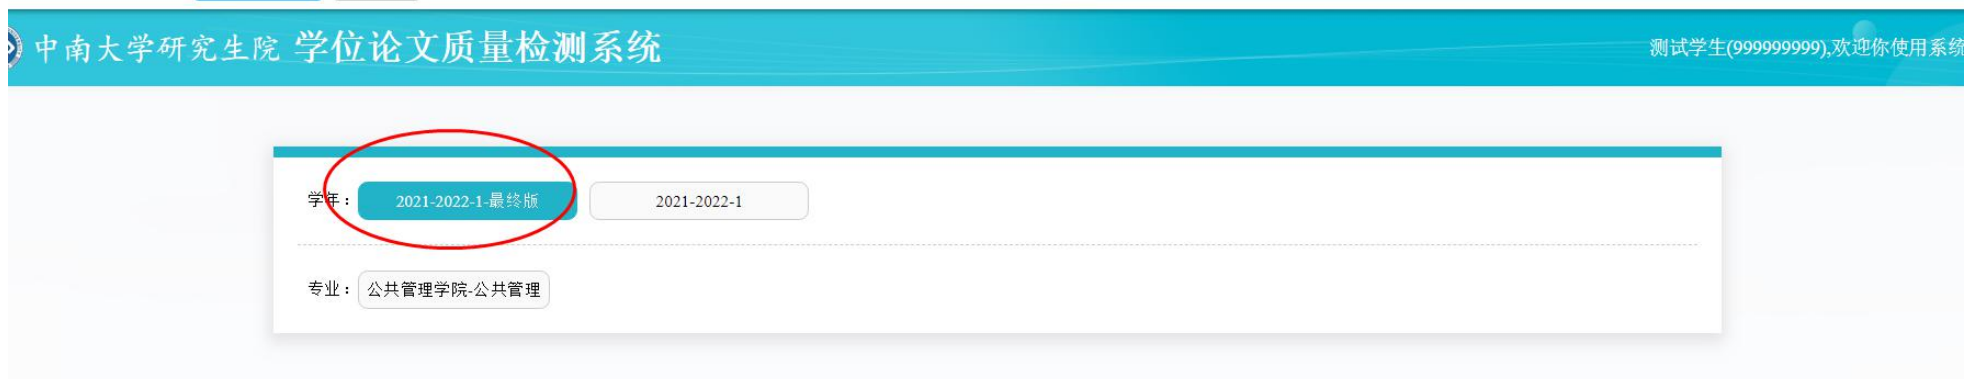 中南大学研究生院 学位论文质量检测系统
测试学生(999999999),欢迎你使用系统
学年： 2021-2022-1-最终版 2021-2022-1
专业： 公共管理学院-公共管理